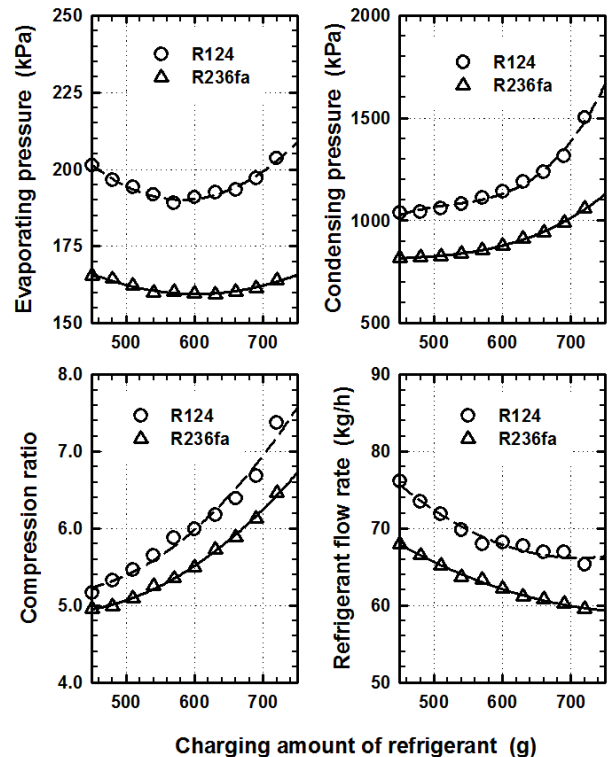 Evaporating pressure (kPa)
250
225
200
175
150
R124
R236fa
500 600 700
Condensing pressure (kPa)
2000
1500
1000
500
R124
R236fa
500 600 700
Compression ratio
8.0
7.0
6.0
5.0
4.0
R124
R236fa
500 600 700
Refrigerant flow rate (kg/h)
90
80
70
60
50
R124
R236fa
500 600 700
Charging amount of refrigerant (g)